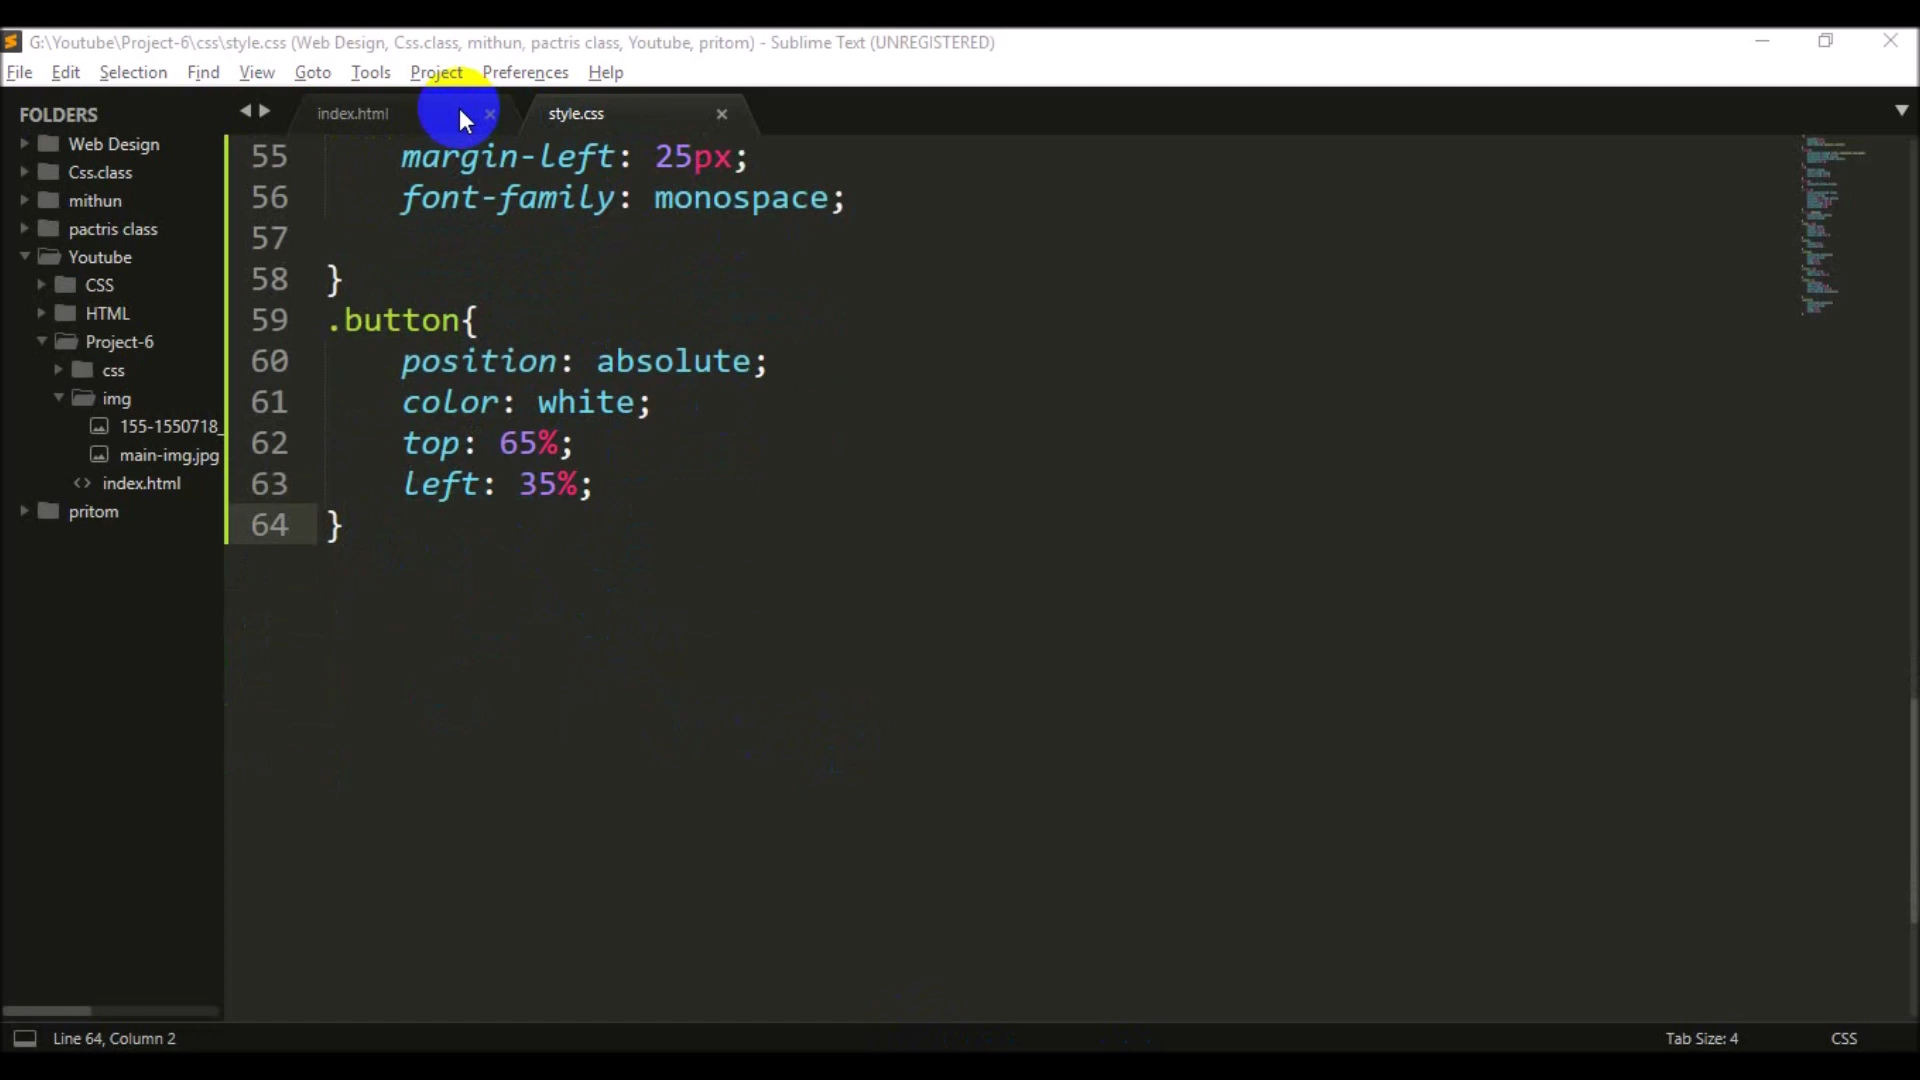 G:\Youtube\Project-6\css\style.css (Web Design, Css.class, mithun, pactris class, Youtube, pritom) - Sublime Text (UNREGISTERED)
File Edit Selection Find View Goto Tools Project Preferences Help
FOLDERS
Web Design
Css.class
mithun
pactris class
Youtube
CSS
HTML
Project-6
css
img
155-1550718_
main-img.jpg
index.html
pritom
index.html style.css
55 margin-left: 25px;
56 font-family: monospace;
57
58 }
59 .button{
60 position: absolute;
61 color: white;
62 top: 65%;
63 left: 35%;
64 }
Line 64, Column 2 Tab Size: 4 CSS